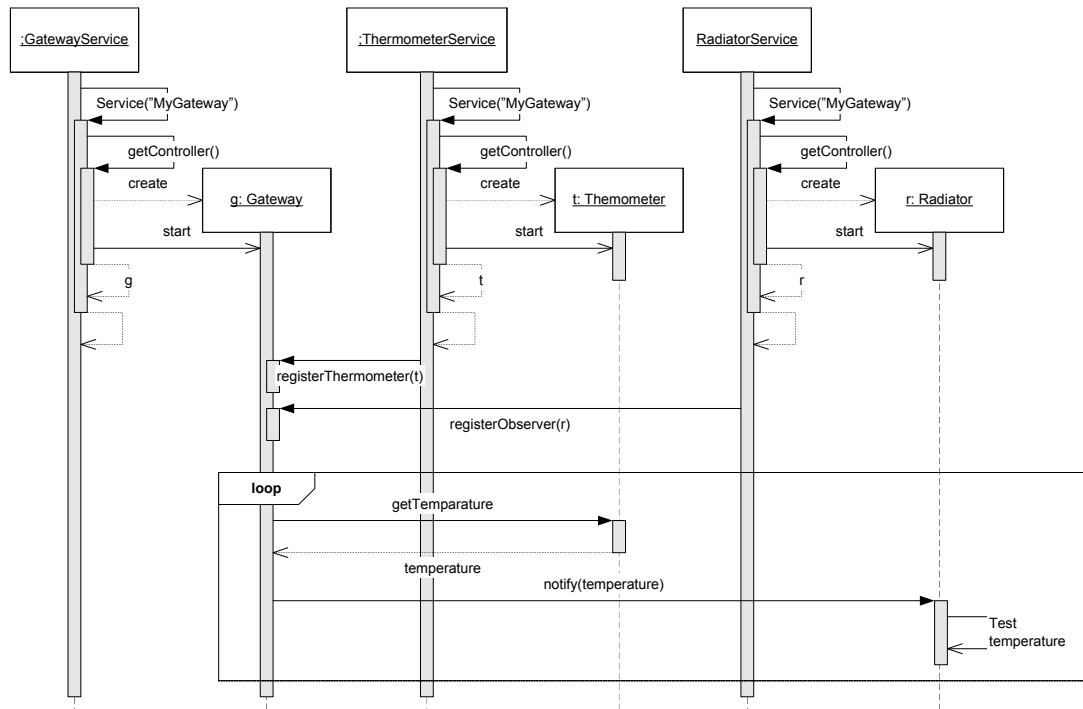 :GatewayService
:ThermometerService
RadiatorService
Service("MyGateway")
Service("MyGateway")
Service("MyGateway")
getController()
getController()
getController()
create
create
create
g: Gateway
t: Themometer
r: Radiator
start
start
start
g
t
r
registerThermometer(t)
registerObserver(r)
loop
getTemparature
temperature
notify(temperature)
Test
temperature